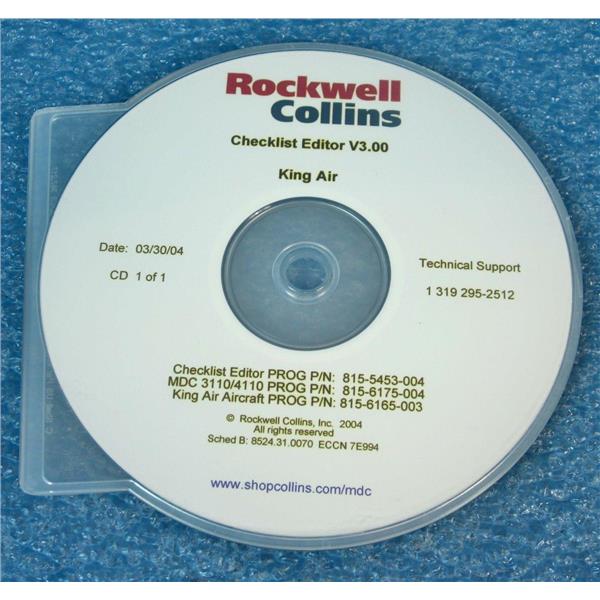 Rockwell
Collins
Checklist Editor V3.00
King Air
Date: 03/30/04
CD 1 of 1
Technical Support
1 319 295-2512
Checklist Editor PROG P/N: 815-5453-004
MDC 3110/4110 PROG P/N: 815-6175-004
King Air Aircraft PROG P/N: 815-6165-003
© Rockwell Collins, Inc. 2004
All rights reserved
Sched B: 8524.31.0070 ECCN 7E994
www.shopcollins.com/mdc